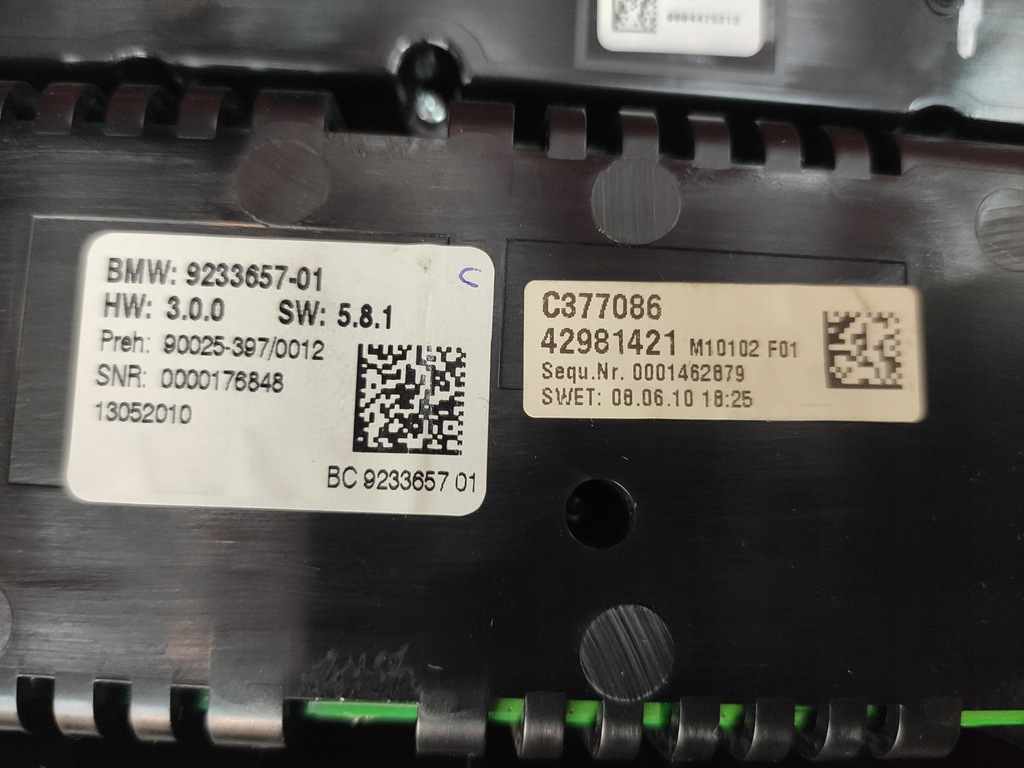 BMW: 9233657-01
HW: 3.0.0 SW: 5.8.1
Preh: 90025-397/0012
SNR: 0000176848
13052010
BC 9233657 01
C
C377086
42981421 M10102 F01
Sequ.Nr. 0001462879
SWET: 08.06.10 18:25